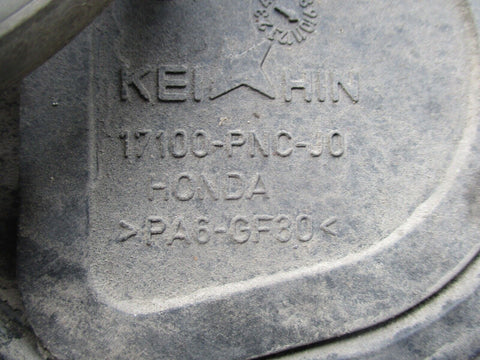 KEIHIN
17100-PNC-J0
HONDA
>PA6-GF30<